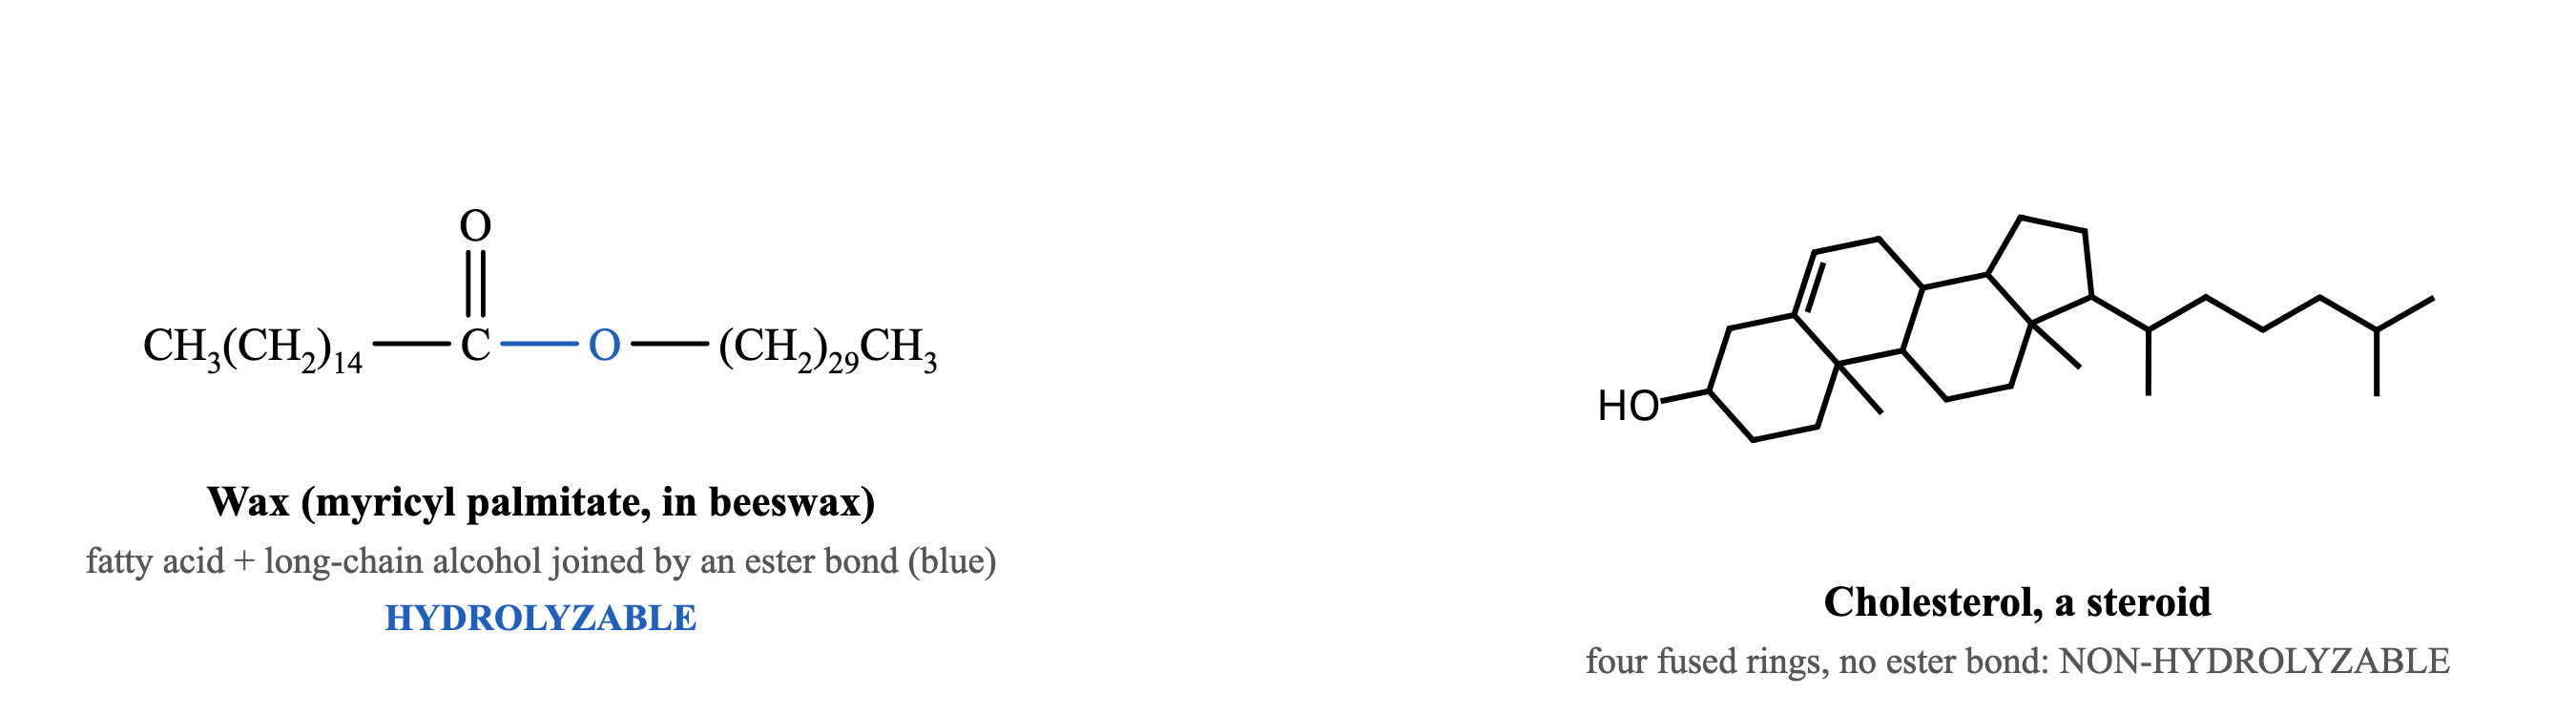 O
CH₃(CH₂)₁₄ C O (CH₂)₂₉CH₃
Wax (myricyl palmitate, in beeswax)
fatty acid + long-chain alcohol joined by an ester bond (blue)
HYDROLYZABLE
HO
Cholesterol, a steroid
four fused rings, no ester bond: NON-HYDROLYZABLE